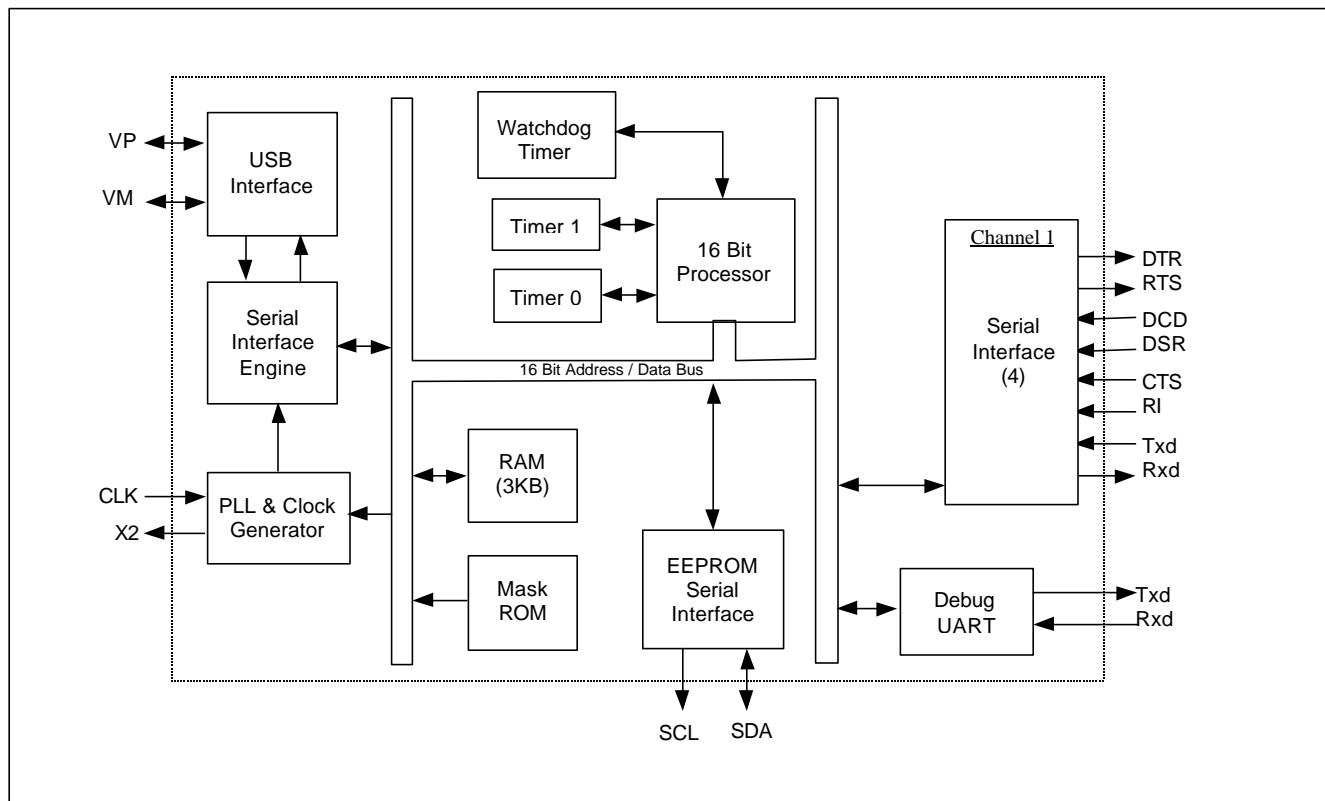 VP
VM
USB
Interface
Serial
Interface
Engine
CLK
X2
PLL & Clock
Generator
Watchdog
Timer
Timer 1
Timer 0
16 Bit
Processor
16 Bit Address / Data Bus
RAM
(3KB)
Mask
ROM
EEPROM
Serial
Interface
SCL
SDA
Channel 1
Serial
Interface
(4)
DTR
RTS
DCD
DSR
CTS
RI
Txd
Rxd
Debug
UART
Txd
Rxd